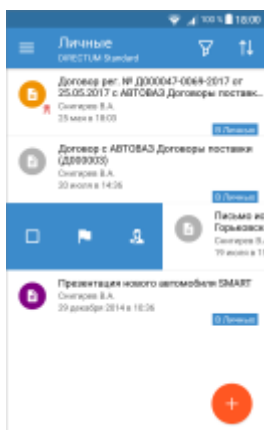 100 % 18:00
Личные
DIRECTUM Standard
Договор рег. № Д000047-0069-2017 от
25.05.2017 с АВТОВАЗ Договоры поставк...
Снегирев В.А.
25 мая в 18:03
В Личные
Договор с АВТОВАЗ Договоры поставки
(Д000003)
Снегирев В.А.
20 июля в 14:36
В Личные
Письмо ис
Горьковск
Снегирев В.
19 июля в 1
Презентация нового автомобиля SMART
Снегирев В.А.
29 декабря 2014 в 10:36
В Личные